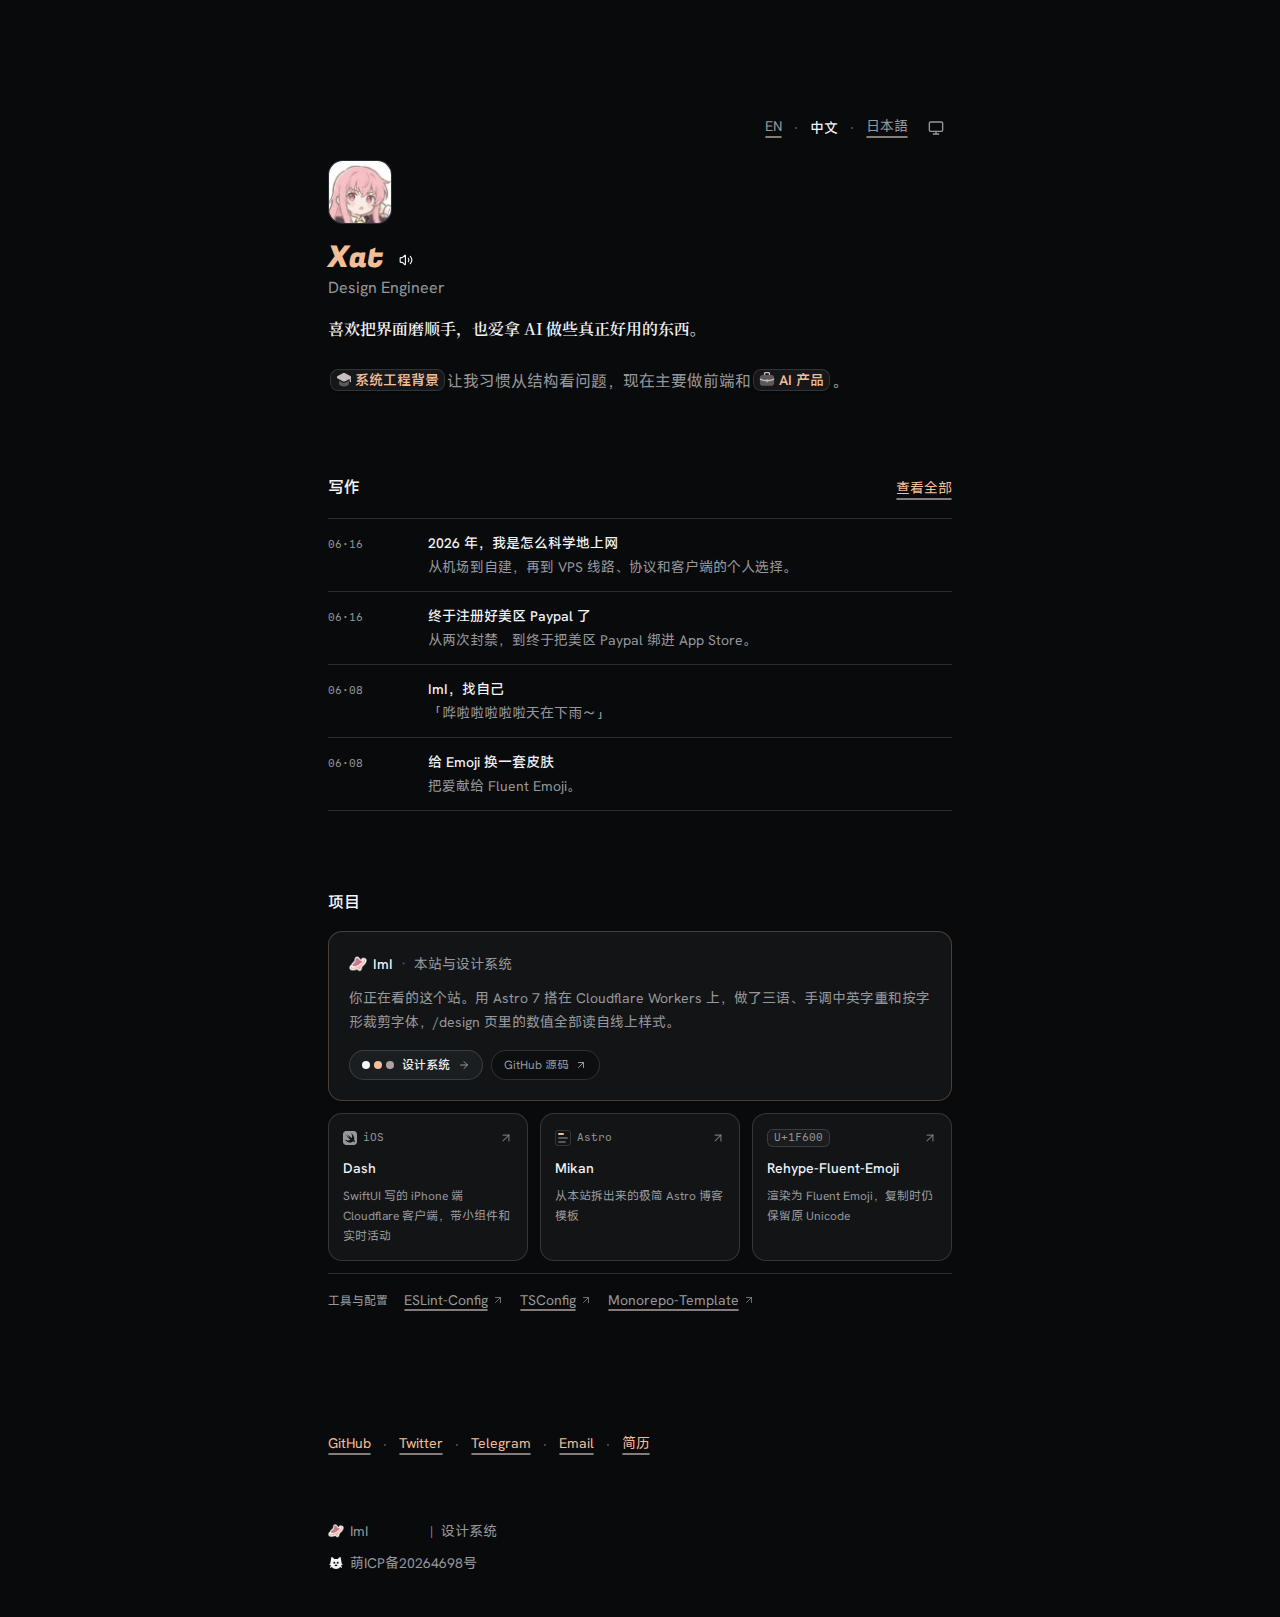 EN · 中文 · 日本語
Xat
Design Engineer
喜欢把界面磨顺手，也爱拿 AI 做些真正好用的东西。
系统工程背景 让我习惯从结构看问题，现在主要做前端和 AI 产品 。
写作 查看全部
06·16 2026 年，我是怎么科学地上网
从机场到自建，再到 VPS 线路、协议和客户端的个人选择。
06·16 终于注册好美区 Paypal 了
从两次封禁，到终于把美区 Paypal 绑进 App Store。
06·08 lml，找自己
「哗啦啦啦啦啦天在下雨～」
06·08 给 Emoji 换一套皮肤
把爱献给 Fluent Emoji。
项目
lml · 本站与设计系统
你正在看的这个站。用 Astro 7 搭在 Cloudflare Workers 上，做了三语、手调中英字重和按字
形裁剪字体，/design 页里的数值全部读自线上样式。
设计系统 → GitHub 源码 ↗
iOS ↗
Dash
SwiftUI 写的 iPhone 端
Cloudflare 客户端，带小组件和
实时活动
Astro ↗
Mikan
从本站拆出来的极简 Astro 博客
模板
U+1F600 ↗
Rehype-Fluent-Emoji
渲染为 Fluent Emoji，复制时仍
保留原 Unicode
工具与配置 ESLint-Config ↗ TSConfig ↗ Monorepo-Template ↗
GitHub · Twitter · Telegram · Email · 简历
lml | 设计系统
萌ICP备20264698号